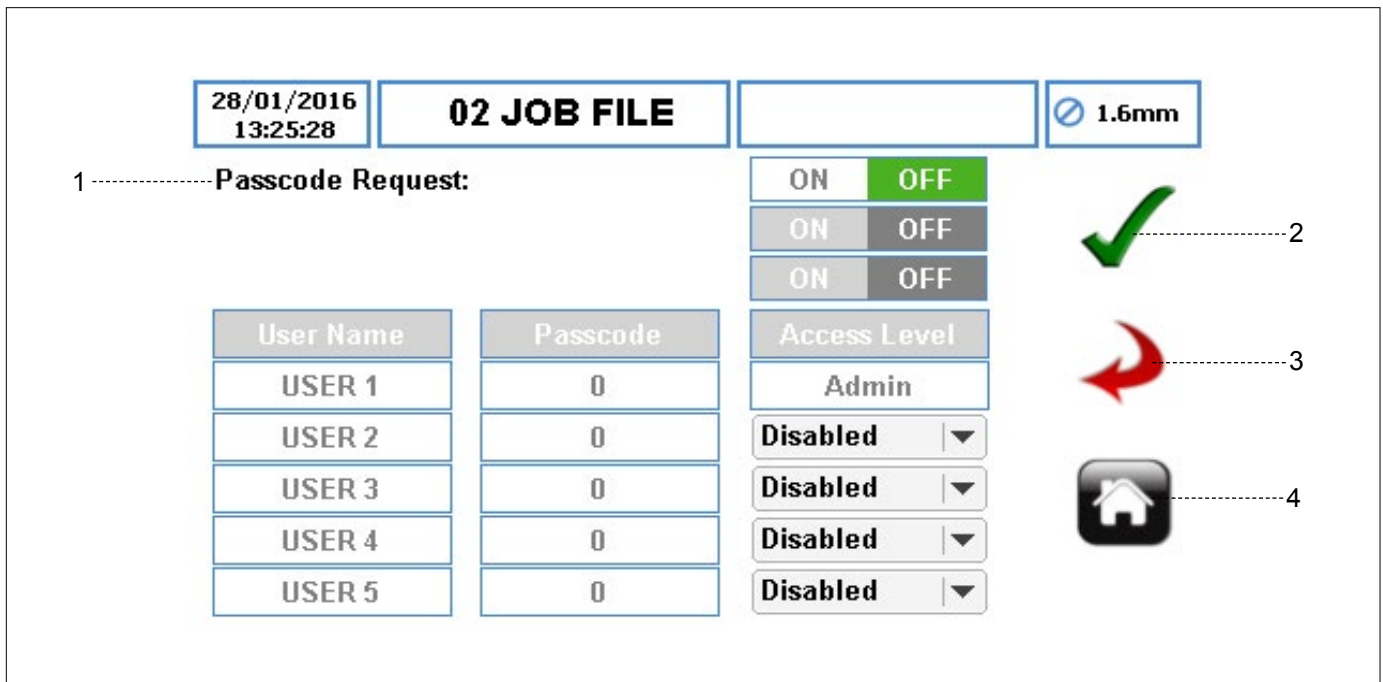 28/01/2016
13:25:28
02 JOB FILE
1.6mm
1
Passcode Request:
ON OFF
2
ON OFF
ON OFF
User Name Passcode Access Level
3
USER 1 0 Admin
USER 2 0 Disabled
USER 3 0 Disabled
4
USER 4 0 Disabled
USER 5 0 Disabled